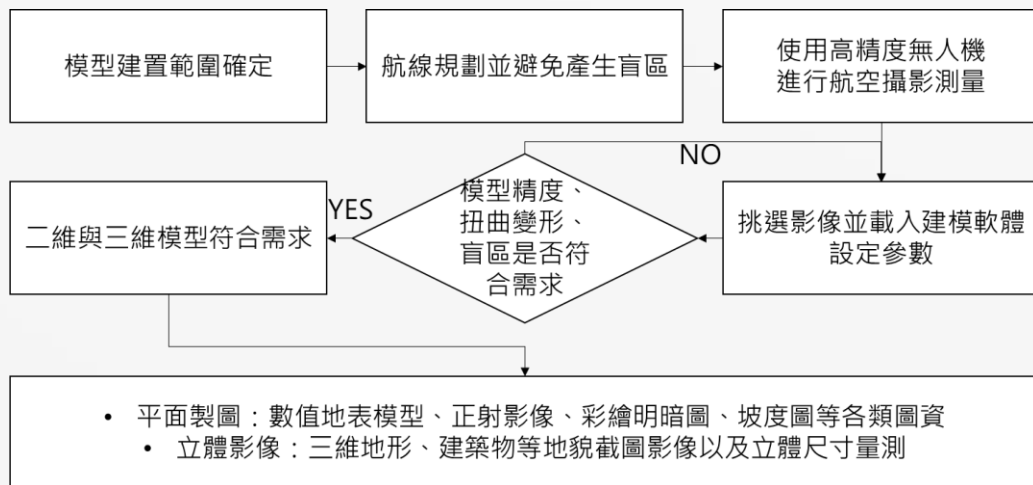 模型建置範圍確定
航線規劃並避免產生盲區
使用高精度無人機
進行航空攝影測量
挑選影像並載入建模軟體
設定參數
NO
模型精度、
扭曲變形、
盲區是否符
合需求
YES
二維與三維模型符合需求
• 平面製圖：數值地表模型、正射影像、彩繪明暗圖、坡度圖等各類圖資
• 立體影像：三維地形、建築物等地貌截圖影像以及立體尺寸量測